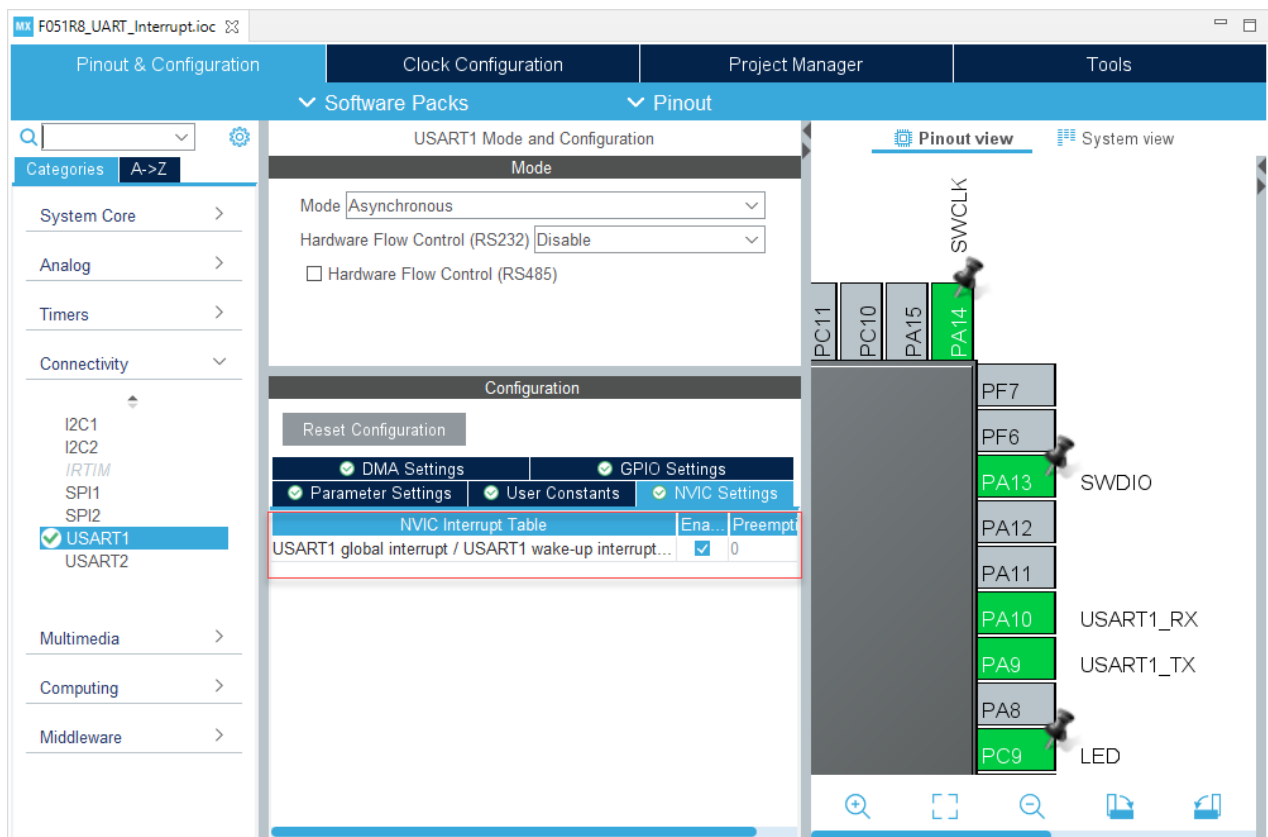 MX F051R8_UART_Interrupt.ioc
Pinout & Configuration
Clock Configuration
Project Manager
Tools
Software Packs
Pinout
Categories
A->Z
System Core
Analog
Timers
Connectivity
I2C1
I2C2
IRTIM
SPI1
SPI2
USART1
USART2
Multimedia
Computing
Middleware
USART1 Mode and Configuration
Mode
Mode Asynchronous
Hardware Flow Control (RS232) Disable
Hardware Flow Control (RS485)
Configuration
Reset Configuration
DMA Settings
GPIO Settings
Parameter Settings
User Constants
NVIC Settings
NVIC Interrupt Table Ena... Preempti
USART1 global interrupt / USART1 wake-up interrupt... 0
Pinout view
System view
SWCLK
PC11
PC10
PA15
PA14
PF7
PF6
PA13 SWDIO
PA12
PA11
PA10 USART1_RX
PA9 USART1_TX
PA8
PC9 LED